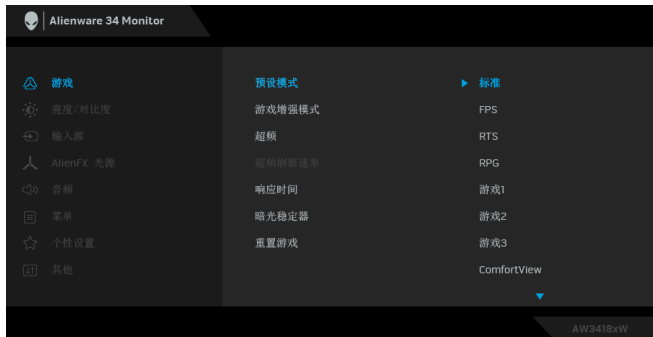 Alienware 34 Monitor
游戏
亮度/对比度
输入源
AlienFX 光源
音频
菜单
个性设置
其他
预设模式
游戏增强模式
超频
超频刷新速率
响应时间
暗光稳定器
重置游戏
标准
FPS
RTS
RPG
游戏1
游戏2
游戏3
ComfortView
AW3418xW